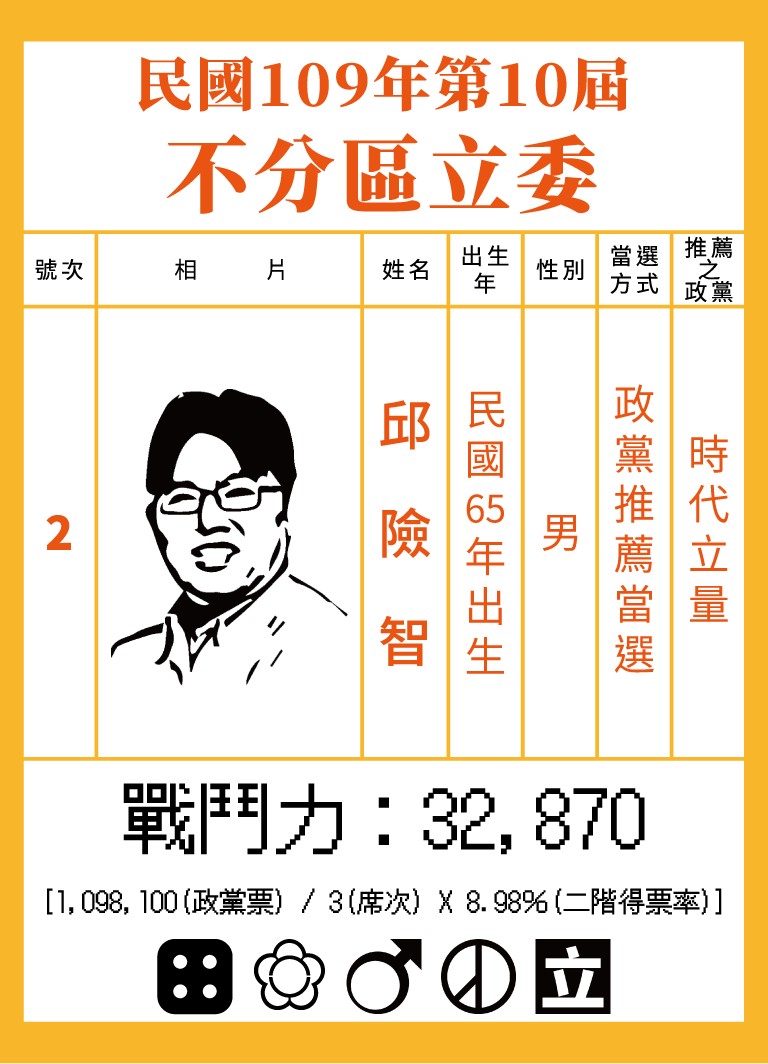 民國109年第10屆
不分區立委
號次
相 片
姓名
出生
年
性別
當選
方式
推薦
之
政黨
2
邱險智
民國65年出生
男
政黨推薦當選
時代立量
戰鬥力：32,870
[1,098,100(政黨票) / 3(席次) X 8.98%(二階得票率)]
立